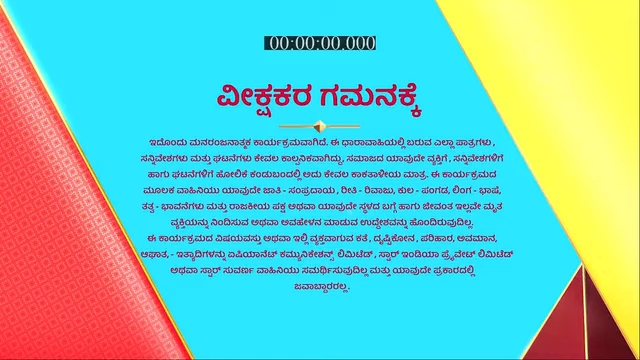 00:00:00.000
ವೀಕ್ಷಕರ ಗಮನಕ್ಕೆ
ಇದೊಂದು ಮನರಂಜನಾತ್ಮಕ ಕಾರ್ಯಕ್ರಮವಾಗಿದೆ. ಈ ಧಾರಾವಾಹಿಯಲ್ಲಿ ಬರುವ ಎಲ್ಲಾ ಪಾತ್ರಗಳು ,
ಸನ್ನಿವೇಶಗಳು ಮತ್ತು ಘಟನೆಗಳು ಕೇವಲ ಕಾಲ್ಪನಿಕವಾಗಿದ್ದು, ಸಮಾಜದ ಯಾವುದೇ ವ್ಯಕ್ತಿಗೆ , ಸನ್ನಿವೇಶಗಳಿಗೆ
ಹಾಗು ಘಟನೆಗಳಿಗೆ ಹೋಲಿಕೆ ಕಂಡುಬಂದಲ್ಲಿ ಅದು ಕೇವಲ ಕಾಕತಾಳೀಯ ಮಾತ್ರ. ಈ ಕಾರ್ಯಕ್ರಮದ
ಮೂಲಕ ವಾಹಿನಿಯು ಯಾವುದೇ ಜಾತಿ - ಸಂಪ್ರದಾಯ , ರೀತಿ - ರಿವಾಜು, ಕುಲ - ಪಂಗಡ, ಲಿಂಗ - ಭಾಷೆ,
ತತ್ವ - ಭಾವನೆಗಳು ಮತ್ತು ರಾಜಕೀಯ ಪಕ್ಷ ಅಥವಾ ಯಾವುದೇ ಸ್ಥಳದ ಬಗ್ಗೆ ಹಾಗು ಜೀವಂತ ಇಲ್ಲವೇ ಮೃತ
ವ್ಯಕ್ತಿಯನ್ನು ನಿಂದಿಸುವ ಅಥವಾ ಅವಹೇಳನ ಮಾಡುವ ಉದ್ದೇಶವನ್ನು ಹೊಂದಿರುವುದಿಲ್ಲ.
ಈ ಕಾರ್ಯಕ್ರಮದ ವಿಷಯವಸ್ತು ಅಥವಾ ಇಲ್ಲಿ ವ್ಯಕ್ತವಾಗುವ ಕತೆ , ದೃಷ್ಟಿಕೋನ , ಪರಿಹಾರ, ಅವಮಾನ,
ಆಘಾತ, - ಇತ್ಯಾದಿಗಳನ್ನು ಏಷಿಯಾನೆಟ್ ಕಮ್ಯುನಿಕೇಶನ್ಸ್ ಲಿಮಿಟೆಡ್ , ಸ್ಟಾರ್ ಇಂಡಿಯಾ ಪ್ರೈವೇಟ್ ಲಿಮಿಟೆಡ್
ಅಥವಾ ಸ್ಟಾರ್ ಸುವರ್ಣ ವಾಹಿನಿಯು ಸಮರ್ಥಿಸುವುದಿಲ್ಲ ಮತ್ತು ಯಾವುದೇ ಪ್ರಕಾರದಲ್ಲಿ
ಜವಾಬ್ದಾರರಲ್ಲ.